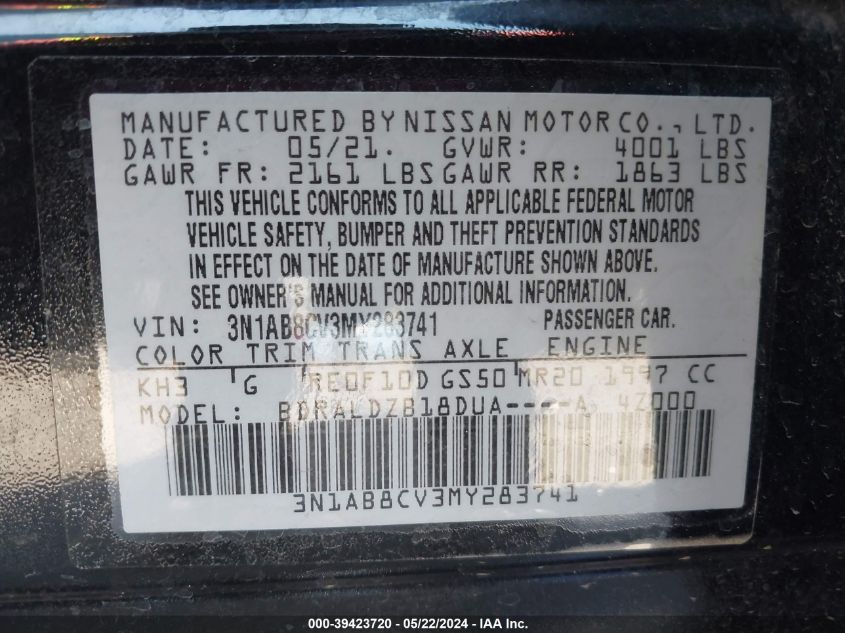 MANUFACTURED BY NISSAN MOTOR CO., LTD.
DATE: 05/21. GVWR: 4001 LBS
GAWR FR: 2161 LBS GAWR RR: 1863 LBS
THIS VEHICLE CONFORMS TO ALL APPLICABLE FEDERAL MOTOR
VEHICLE SAFETY, BUMPER AND THEFT PREVENTION STANDARDS
IN EFFECT ON THE DATE OF MANUFACTURE SHOWN ABOVE.
SEE OWNER'S MANUAL FOR ADDITIONAL INFORMATION.
VIN: 3N1AB8CV3MY283741 PASSENGER CAR.
COLOR TRIM TRANS AXLE ENGINE
KH3 G RE0F10D GS50 MR20 1997 CC
MODEL: BDRALDZB18DUA----A 4Z000
3N1AB8CV3MY283741
000-39423720 - 05/22/2024 - IAA Inc.